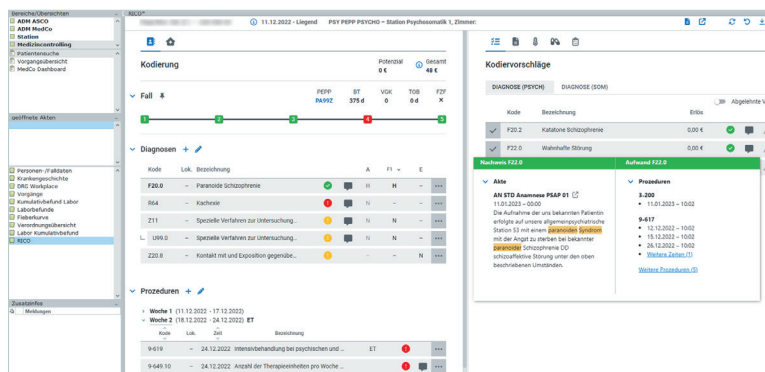 Bereiche/Übersichten
ADM ASCO
ADM MedCo
Station
Medizincontrolling
Patientensuche
Vorgangsübersicht
MedCo Dashboard
geöffnete Akten
Personen-/Falldaten
Krankengeschichte
DRG Workplace
Vorgänge
Kumulativbefund Labor
Laborbefunde
Fieberkurve
Verordnungsübersicht
Labor Kumulativbefund
RICO
Zusatzinfos
Meldungen
RICO*
11.12.2022 - Liegend PSY PEPP PSYCHO – Station Psychosomatik 1, Zimmer:
Kodierung
Potenzial
0 €
Gesamt
48 €
Fall
PEPP BT VGK TOB FZF
PA99Z 375 d 0 0 d ×
1 2 3 4 5
Diagnosen +
Kode Lok. Bezeichnung A F1 E
F20.0 – Paranoide Schizophrenie H H –
R64 – Kachexie N N –
Z11 – Spezielle Verfahren zur Untersuchung... N N –
U99.0 – Spezielle Verfahren zur Untersuchung... N – –
Z20.8 – Kontakt mit und Exposition gegenübe... – – N
Prozeduren +
Woche 1 (11.12.2022 - 17.12.2022)
Woche 2 (18.12.2022 - 24.12.2022) ET
Kode Lok. Zeit Bezeichnung
9-619 – 24.12.2022 Intensivbehandlung bei psychischen und ... ET
9-649.10 – 24.12.2022 Anzahl der Therapieeinheiten pro Woche ...
Kodiervorschläge
DIAGNOSE (PSYCH) DIAGNOSE (SOM)
Abgelehnte
Kode Bezeichnung Erlös
F20.2 Katatone Schizophrenie 0,00 €
F22.0 Wahnhafte Störung 0,00 €
Nachweis F22.0
Akte
AN STD Anamnese PSAP 01
11.01.2023 – 00:00
Die Aufnahme der uns bekannten Patientin
erfolgte auf unsere allgemeinpsychiatrische
Station 53 mit einem paranoiden Syndrom
mit der Angst zu sterben bei bekannter
paranoider Schizophrenie DD
schizoaffektive Störung unter den oben
beschriebenen Umständen.
Aufwand F22.0
Prozeduren
3-200
• 11.01.2023 – 10:02
9-617
• 12.12.2022 – 10:02
• 15.12.2022 – 10:02
• 26.12.2022 – 10:02
• Weitere Zeiten (1)
Weitere Prozeduren (5)